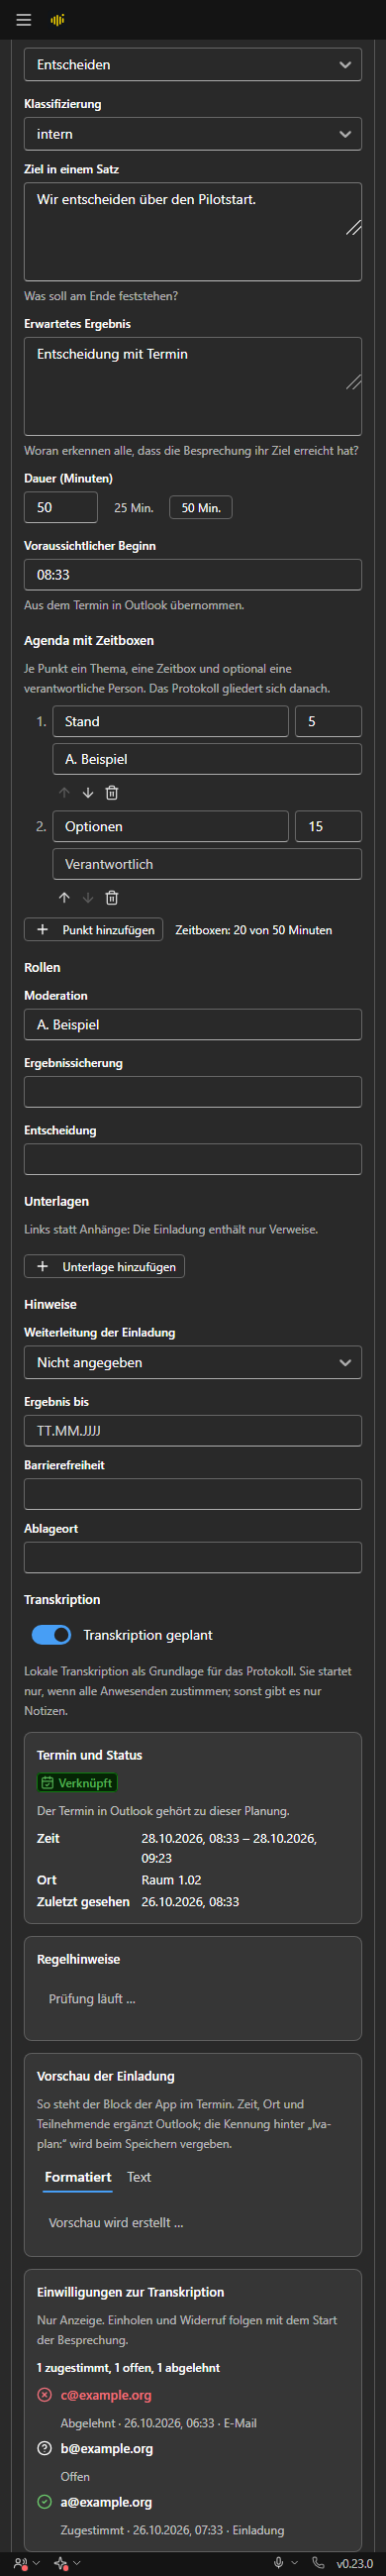 Entscheiden
Klassifizierung
intern
Ziel in einem Satz
Wir entscheiden über den Pilotstart.
Was soll am Ende feststehen?
Erwartetes Ergebnis
Entscheidung mit Termin
Woran erkennen alle, dass die Besprechung ihr Ziel erreicht hat?
Dauer (Minuten)
50 25 Min. 50 Min.
Voraussichtlicher Beginn
08:33
Aus dem Termin in Outlook übernommen.
Agenda mit Zeitboxen
Je Punkt ein Thema, eine Zeitbox und optional eine
verantwortliche Person. Das Protokoll gliedert sich danach.
1. Stand 5
A. Beispiel
2. Optionen 15
Verantwortlich
Punkt hinzufügen Zeitboxen: 20 von 50 Minuten
Rollen
Moderation
A. Beispiel
Ergebnissicherung
Entscheidung
Unterlagen
Links statt Anhänge: Die Einladung enthält nur Verweise.
Unterlage hinzufügen
Hinweise
Weiterleitung der Einladung
Nicht angegeben
Ergebnis bis
TT.MM.JJJJ
Barrierefreiheit
Ablageort
Transkription
Transkription geplant
Lokale Transkription als Grundlage für das Protokoll. Sie startet
nur, wenn alle Anwesenden zustimmen; sonst gibt es nur
Notizen.
Termin und Status
Verknüpft
Der Termin in Outlook gehört zu dieser Planung.
Zeit 28.10.2026, 08:33 – 28.10.2026,
09:23
Ort Raum 1.02
Zuletzt gesehen 26.10.2026, 08:33
Regelhinweise
Prüfung läuft ...
Vorschau der Einladung
So steht der Block der App im Termin. Zeit, Ort und
Teilnehmende ergänzt Outlook; die Kennung hinter „Iva-
plan:“ wird beim Speichern vergeben.
Formatiert Text
Vorschau wird erstellt ...
Einwilligungen zur Transkription
Nur Anzeige. Einholen und Widerruf folgen mit dem Start
der Besprechung.
1 zugestimmt, 1 offen, 1 abgelehnt
c@example.org
Abgelehnt · 26.10.2026, 06:33 · E-Mail
b@example.org
Offen
a@example.org
Zugestimmt · 26.10.2026, 07:33 · Einladung
v0.23.0